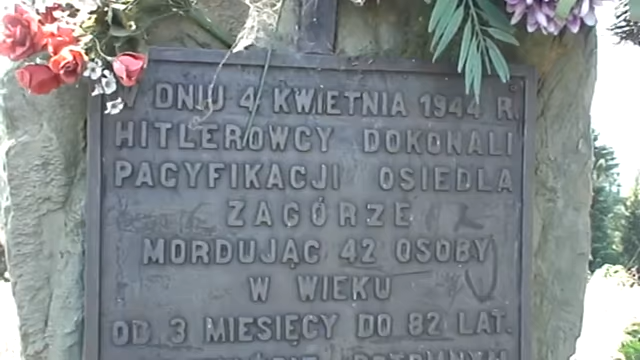 W DNIU 4 KWIETNIA 1944 R.
HITLEROWCY DOKONALI
PACYFIKACJI OSIEDLA
ZAGÓRZE
MORDUJĄC 42 OSOBY
W WIEKU
OD 3 MIESIĘCY DO 82 LAT.